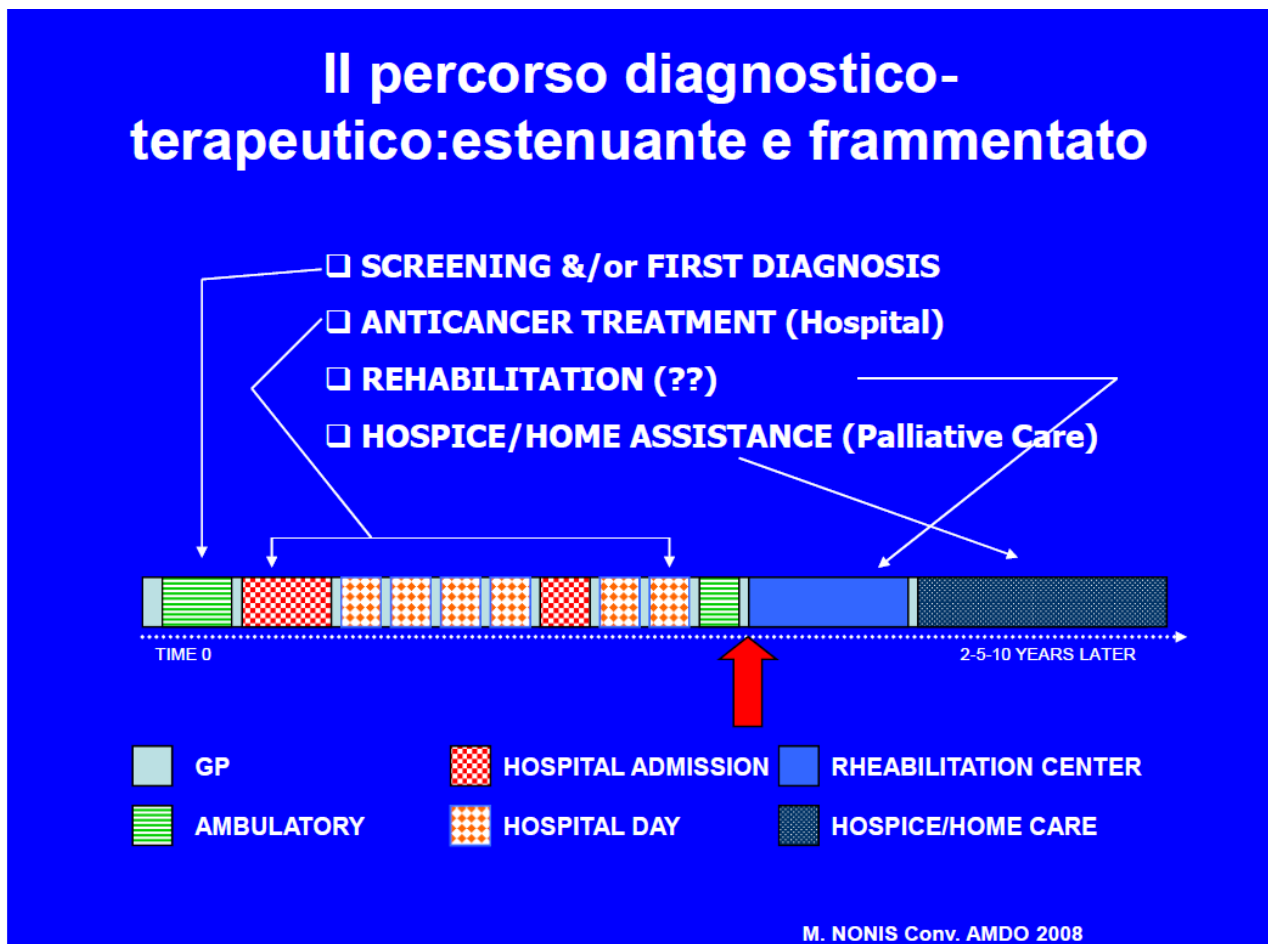 Il percorso diagnostico-
terapeutico:estenuante e frammentato
❑ SCREENING &/or FIRST DIAGNOSIS
❑ ANTICANCER TREATMENT (Hospital)
❑ REHABILITATION (??)
❑ HOSPICE/HOME ASSISTANCE (Palliative Care)
TIME 0
2-5-10 YEARS LATER
GP
HOSPITAL ADMISSION
RHEABILITATION CENTER
AMBULATORY
HOSPITAL DAY
HOSPICE/HOME CARE
M. NONIS Conv. AMDO 2008